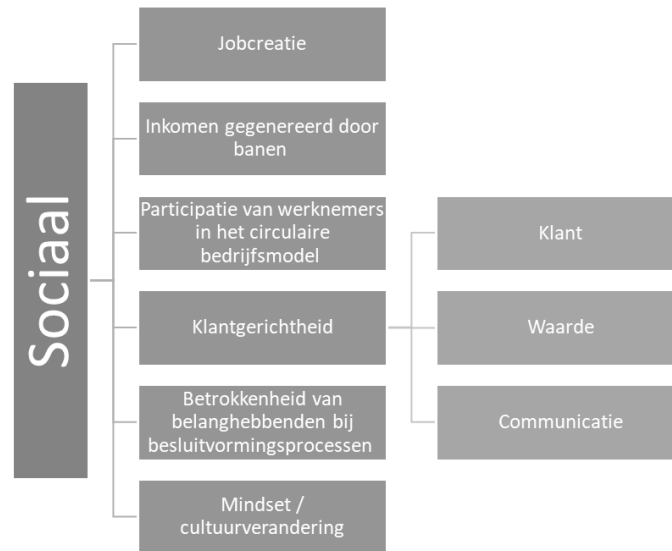 Sociaal
Jobcreatie
Inkomen gegenereerd door
banen
Participatie van werknemers
in het circulaire
bedrijfsmodel
Klantgerichtheid
Betrokkenheid van
belanghebbenden bij
besluitvormingsprocessen
Mindset /
cultuurverandering
Klant
Waarde
Communicatie